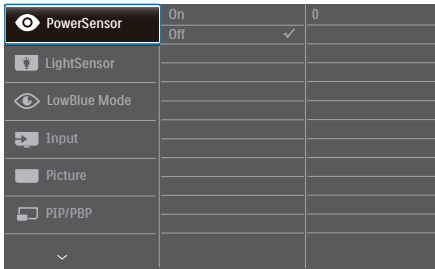 PowerSensor
On
0
Off
LightSensor
LowBlue Mode
Input
Picture
PIP/PBP